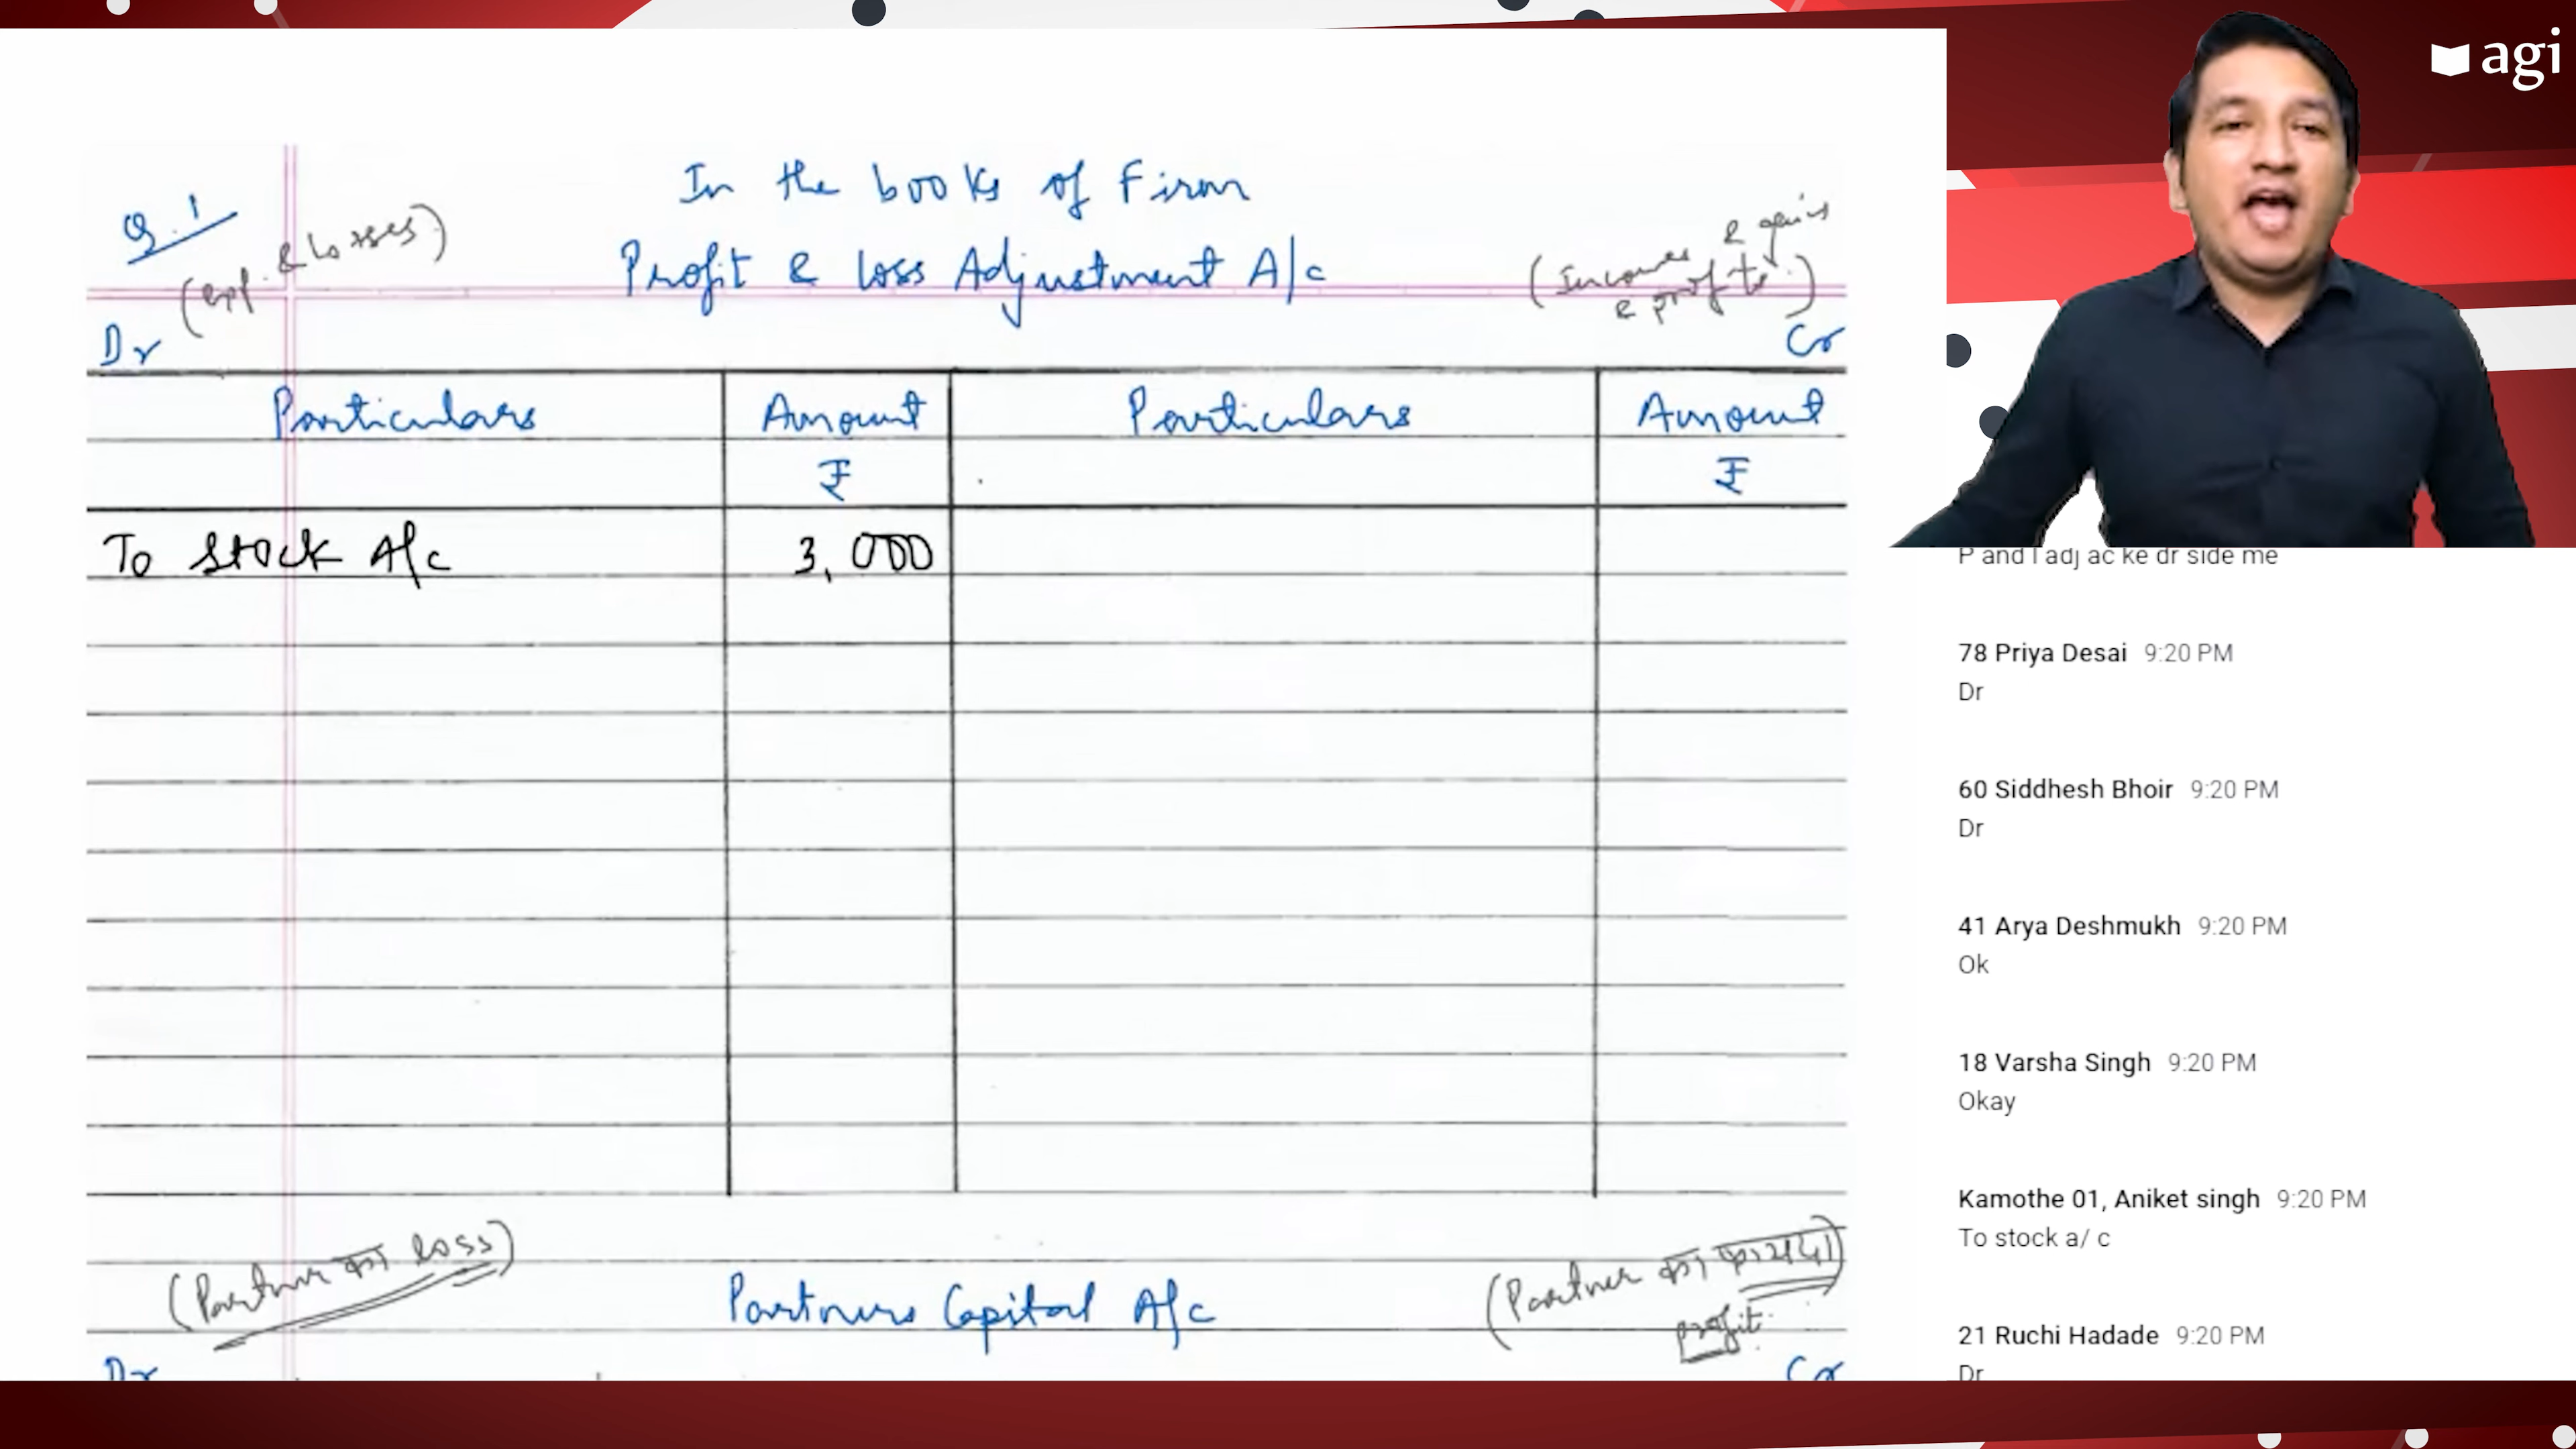 agi
In the books of Firm
Q.1
(exp. & losses)
Profit & loss Adjustment A/c
(Incomes & gains
& profits)
Dr
Cr
Particulars
Amount
Particulars
Amount
₹
₹
To Stock A/c
3,000
(Partner का loss)
Partners Capital A/c
(Partner का फायदा)
profit.
Dr
Cr
P and l adj ac ke dr side me
78 Priya Desai 9:20 PM
Dr
60 Siddhesh Bhoir 9:20 PM
Dr
41 Arya Deshmukh 9:20 PM
Ok
18 Varsha Singh 9:20 PM
Okay
Kamothe 01, Aniket singh 9:20 PM
To stock a/ c
21 Ruchi Hadade 9:20 PM
Dr